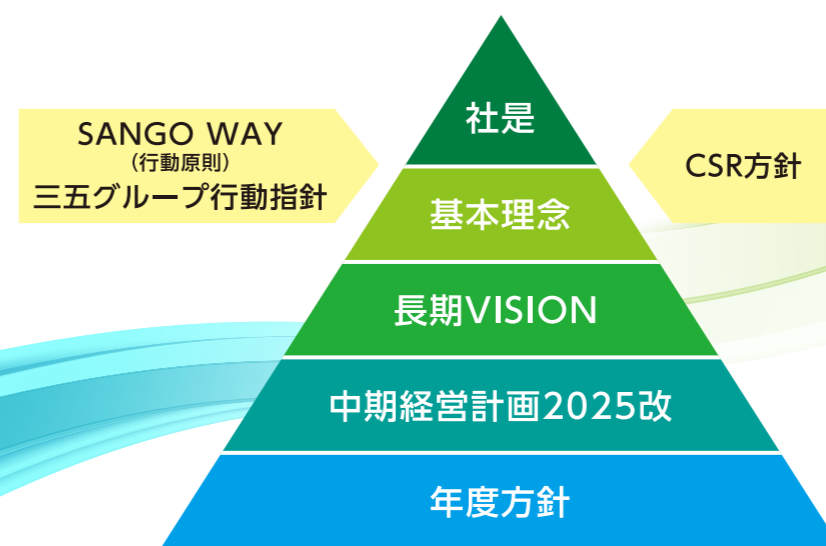 社是
SANGO WAY
(行動原則)
三五グループ行動指針
CSR方針
基本理念
長期VISION
中期経営計画2025改
年度方針